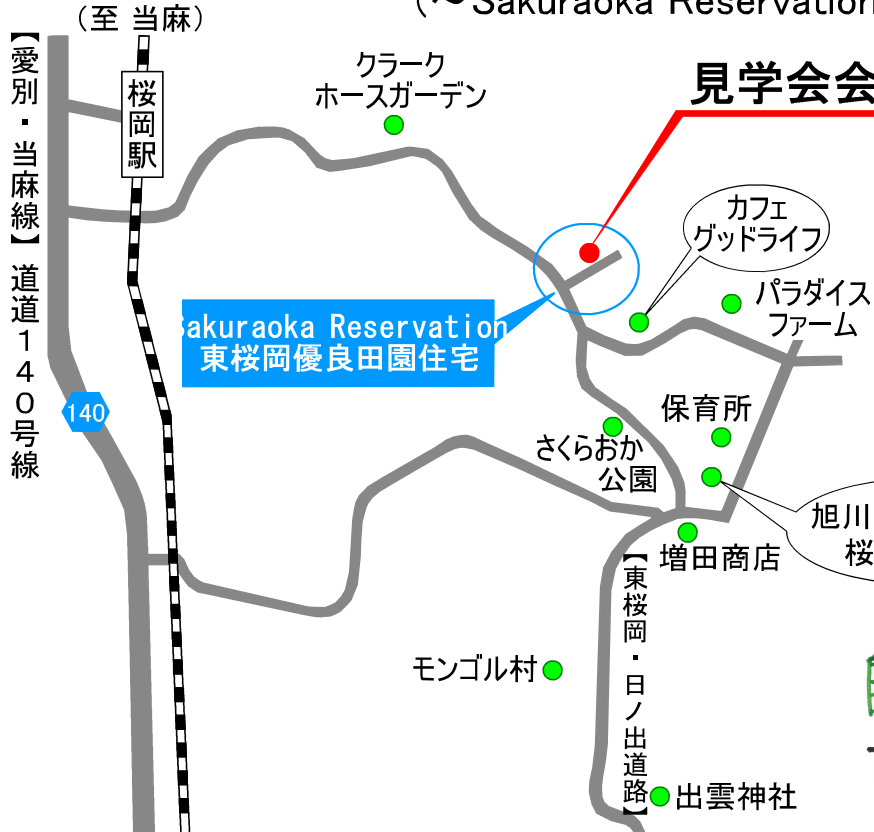 (～Sakuraoka Reservation
(至 当麻)
【愛別・当麻線】道道140号線
桜岡駅
クラーク
ホースガーデン
見学会会
カフェ
グッドライフ
パラダイス
ファーム
Sakuraoka Reservation
東桜岡優良田園住宅
140
保育所
さくらおか
公園
旭川
桜
増田商店
【東桜岡・日ノ出道路】
モンゴル村
出雲神社